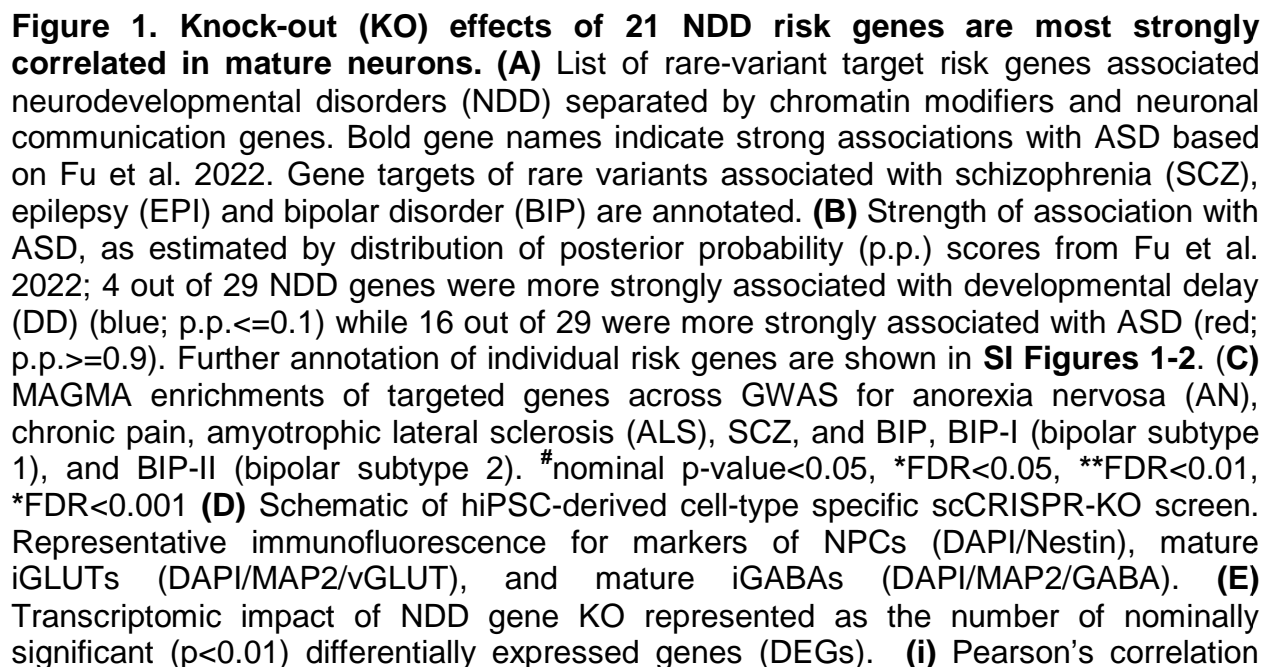 Figure 1. Knock-out (KO) effects of 21 NDD risk genes are most strongly
correlated in mature neurons. (A) List of rare-variant target risk genes associated
neurodevelopmental disorders (NDD) separated by chromatin modifiers and neuronal
communication genes. Bold gene names indicate strong associations with ASD based
on Fu et al. 2022. Gene targets of rare variants associated with schizophrenia (SCZ),
epilepsy (EPI) and bipolar disorder (BIP) are annotated. (B) Strength of association with
ASD, as estimated by distribution of posterior probability (p.p.) scores from Fu et al.
2022; 4 out of 29 NDD genes were more strongly associated with developmental delay
(DD) (blue; p.p.<=0.1) while 16 out of 29 were more strongly associated with ASD (red;
p.p.>=0.9). Further annotation of individual risk genes are shown in SI Figures 1-2. (C)
MAGMA enrichments of targeted genes across GWAS for anorexia nervosa (AN),
chronic pain, amyotrophic lateral sclerosis (ALS), SCZ, and BIP, BIP-I (bipolar subtype
1), and BIP-II (bipolar subtype 2). #nominal p-value<0.05, *FDR<0.05, **FDR<0.01,
*FDR<0.001 (D) Schematic of hiPSC-derived cell-type specific scCRISPR-KO screen.
Representative immunofluorescence for markers of NPCs (DAPI/Nestin), mature
iGLUTs (DAPI/MAP2/vGLUT), and mature iGABAs (DAPI/MAP2/GABA). (E)
Transcriptomic impact of NDD gene KO represented as the number of nominally
significant (p<0.01) differentially expressed genes (DEGs). (i) Pearson's correlation